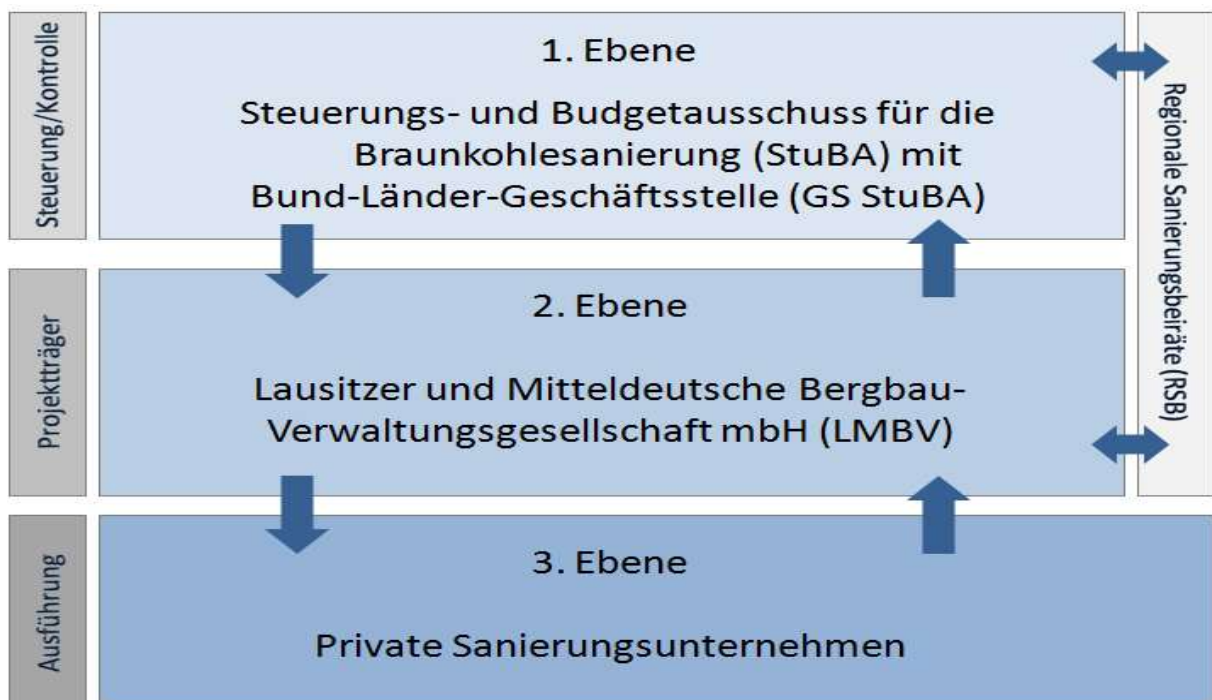 Steuerung/Kontrolle
1. Ebene
Steuerungs- und Budgetausschuss für die
Braunkohlesanierung (StuBA) mit
Bund-Länder-Geschäftsstelle (GS StuBA)
Regionale Sanierungsbeiräte (RSB)
Projektträger
2. Ebene
Lausitzer und Mitteldeutsche Bergbau-
Verwaltungsgesellschaft mbH (LMBV)
Ausführung
3. Ebene
Private Sanierungsunternehmen